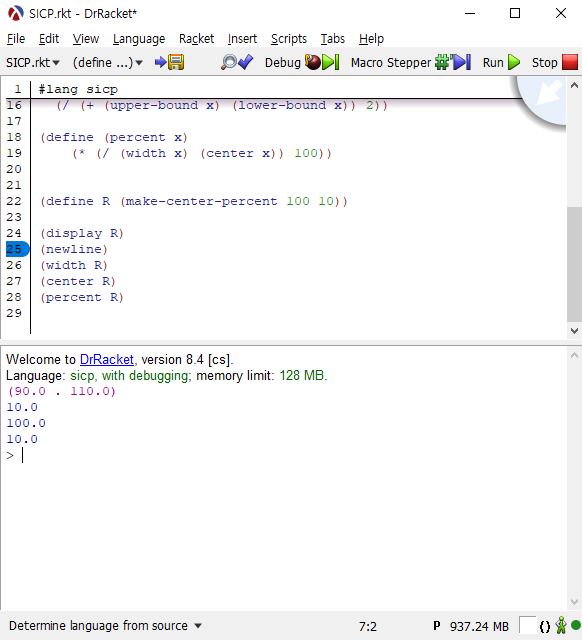 SICP.rkt - DrRacket*
File Edit View Language Racket Insert Scripts Tabs Help
SICP.rkt (define ...) Debug Macro Stepper Run Stop
1 #lang sicp
16 (/ (+ (upper-bound x) (lower-bound x)) 2))
17
18 (define (percent x)
19 (* (/ (width x) (center x)) 100))
20
21
22 (define R (make-center-percent 100 10))
23
24 (display R)
25 (newline)
26 (width R)
27 (center R)
28 (percent R)
29
Welcome to DrRacket, version 8.4 [cs].
Language: sicp, with debugging; memory limit: 128 MB.
(90.0 . 110.0)
10.0
100.0
10.0
>
Determine language from source 7:2 P 937.24 MB ()